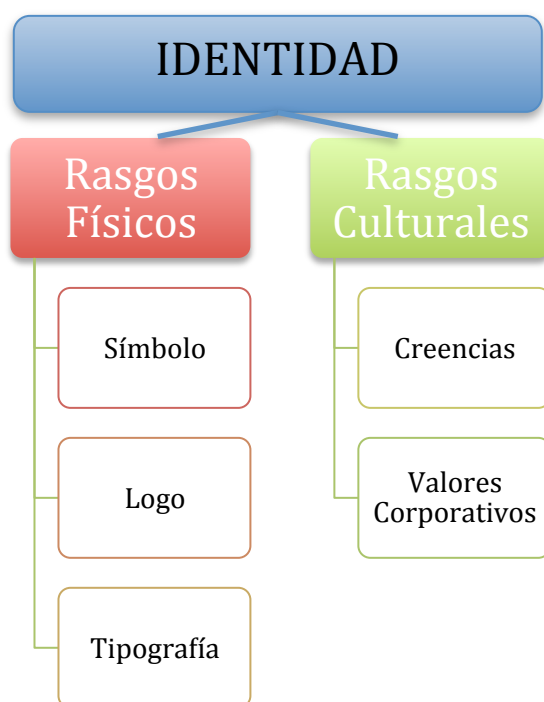 IDENTIDAD
Rasgos
Físicos
Rasgos
Culturales
Símbolo
Creencias
Logo
Valores
Corporativos
Tipografía